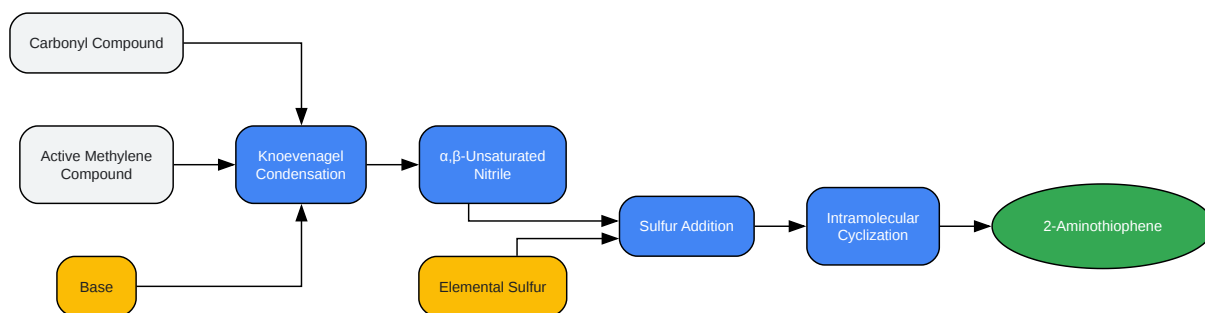 Carbonyl Compound
Active Methylene
Compound
Base
Knoevenagel
Condensation
α,β-Unsaturated
Nitrile
Elemental Sulfur
Sulfur Addition
Intramolecular
Cyclization
2-Aminothiophene